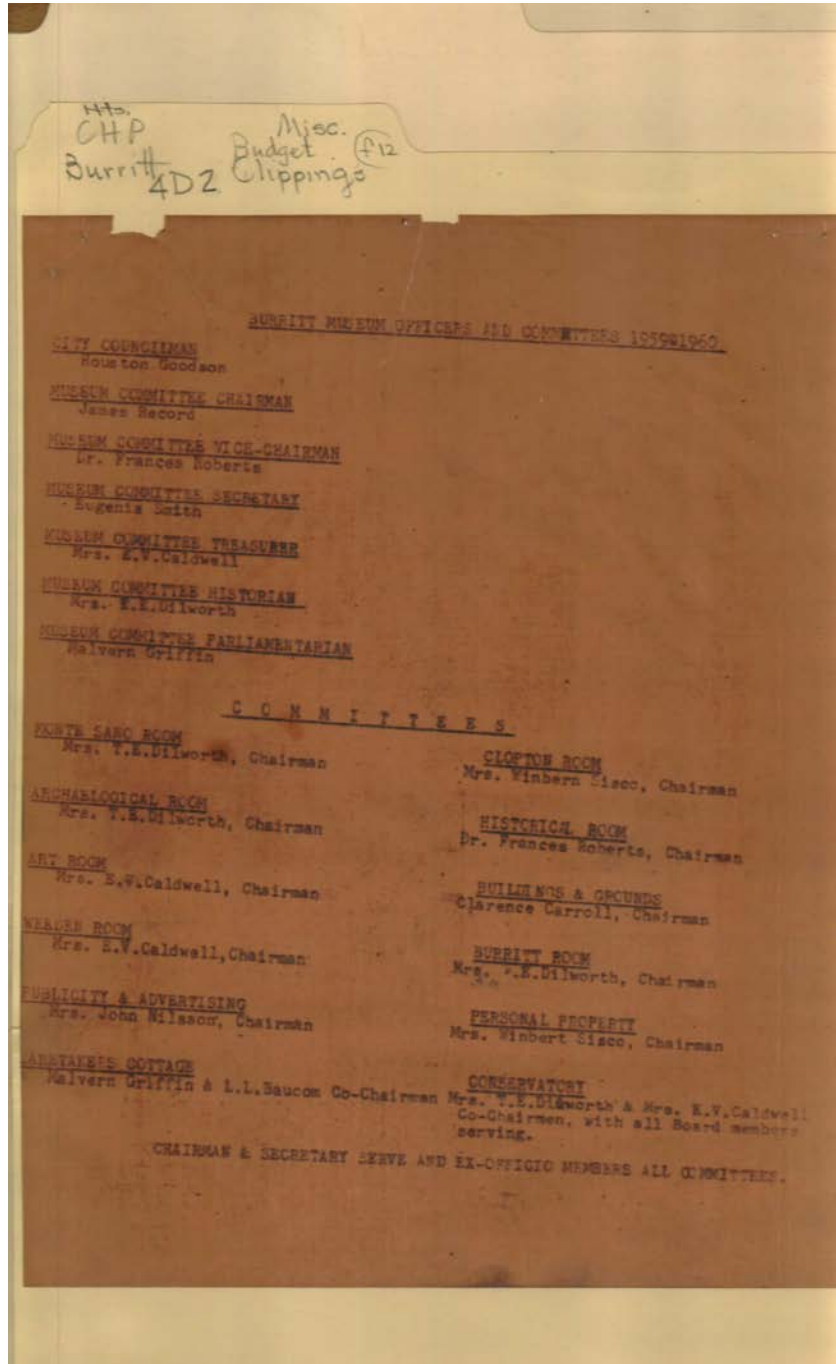 Nts.
CHP
Burritt
4D2
Misc.
Budget
Clippings
f12
BURRITT MUSEUM OFFICERS AND COMMITTEES 1959@1960
CITY COUNCILMAN
Houston Goodson
MUSEUM COMMITTEE CHAIRMAN
James Record
MUSEUM COMMITTEE VICE-CHAIRMAN
Dr. Frances Roberts
MUSEUM COMMITTEE SECRETARY
Eugenia Smith
MUSEUM COMMITTEE TREASURER
Mrs. E.V.Caldwell
MUSEUM COMMITTEE HISTORIAN
Mrs. E.E.Dilworth
MUSEUM COMMITTEE PARLIAMENTARIAN
Malvern Griffin
C O M M I T T E E S
MONTE SANO ROOM
Mrs. T.E.Dilworth, Chairman
ARCHAELOGICAL ROOM
Mrs. T.E.Dilworth, Chairman
ART ROOM
Mrs. E.V.Caldwell, Chairman
WERDEN ROOM
Mrs. E.V.Caldwell,Chairman
PUBLICITY & ADVERTISING
Mrs. John Nilsson, Chairman
CARETAKERS COTTAGE
Malvern Griffin & L.L.Baucom Co-Chairman
CLOPTON ROOM
Mrs. Winbern Sisco, Chairman
HISTORICAL ROOM
Dr. Frances Roberts, Chairman
BUILDINGS & GROUNDS
Clarence Carroll, Chairman
BURRITT ROOM
Mrs. T.E.Dilworth, Chairman
PERSONAL PROPERTY
Mrs. Winbert Sisco, Chairman
CONSERVATORY
Mrs. T.E.Dilworth & Mrs. E.V.Caldwell
Co-Chairmen, with all Board members
serving.
CHAIRMAN & SECRETARY SERVE AND EX-OFFICIO MEMBERS ALL COMMITTEES.